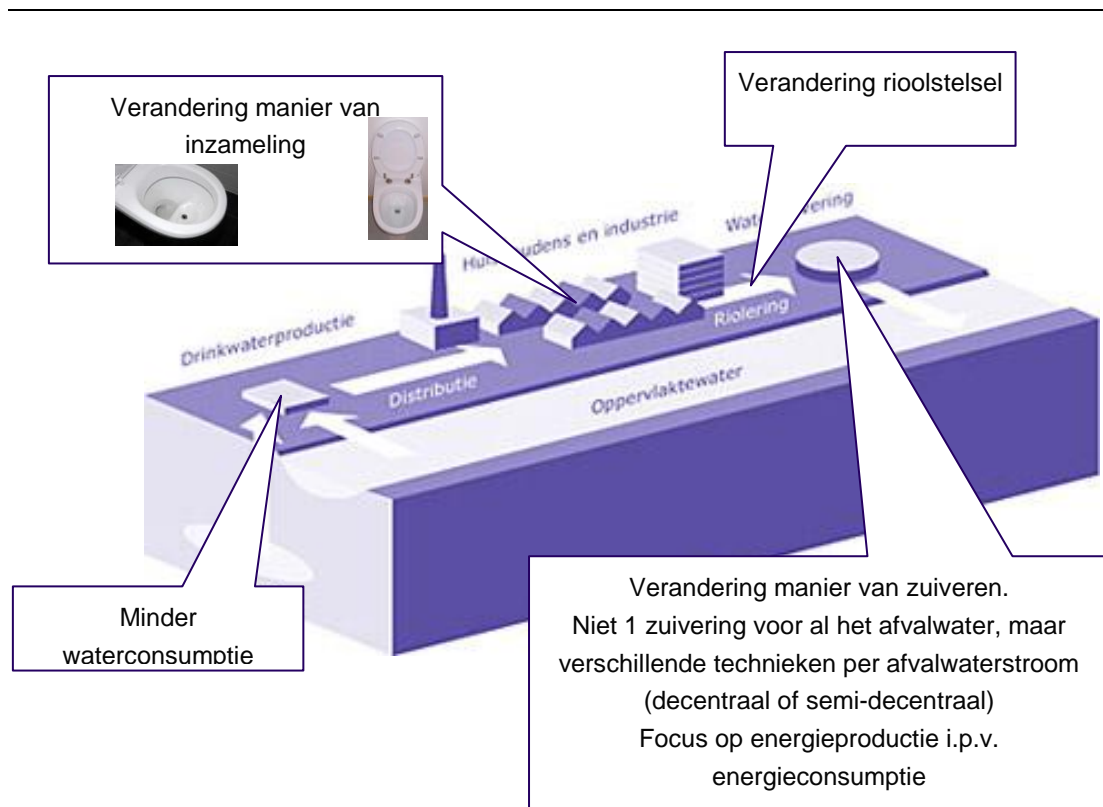 Verandering manier van
inzameling
Verandering rioolstelsel
Huishoudens en industrie
Drinkwaterproductie
Riolering
Distributie
Oppervlaktewater
Minder
waterconsumptie
Verandering manier van zuiveren.
Niet 1 zuivering voor al het afvalwater, maar
verschillende technieken per afvalwaterstroom
(decentraal of semi-decentraal)
Focus op energieproductie i.p.v.
energieconsumptie